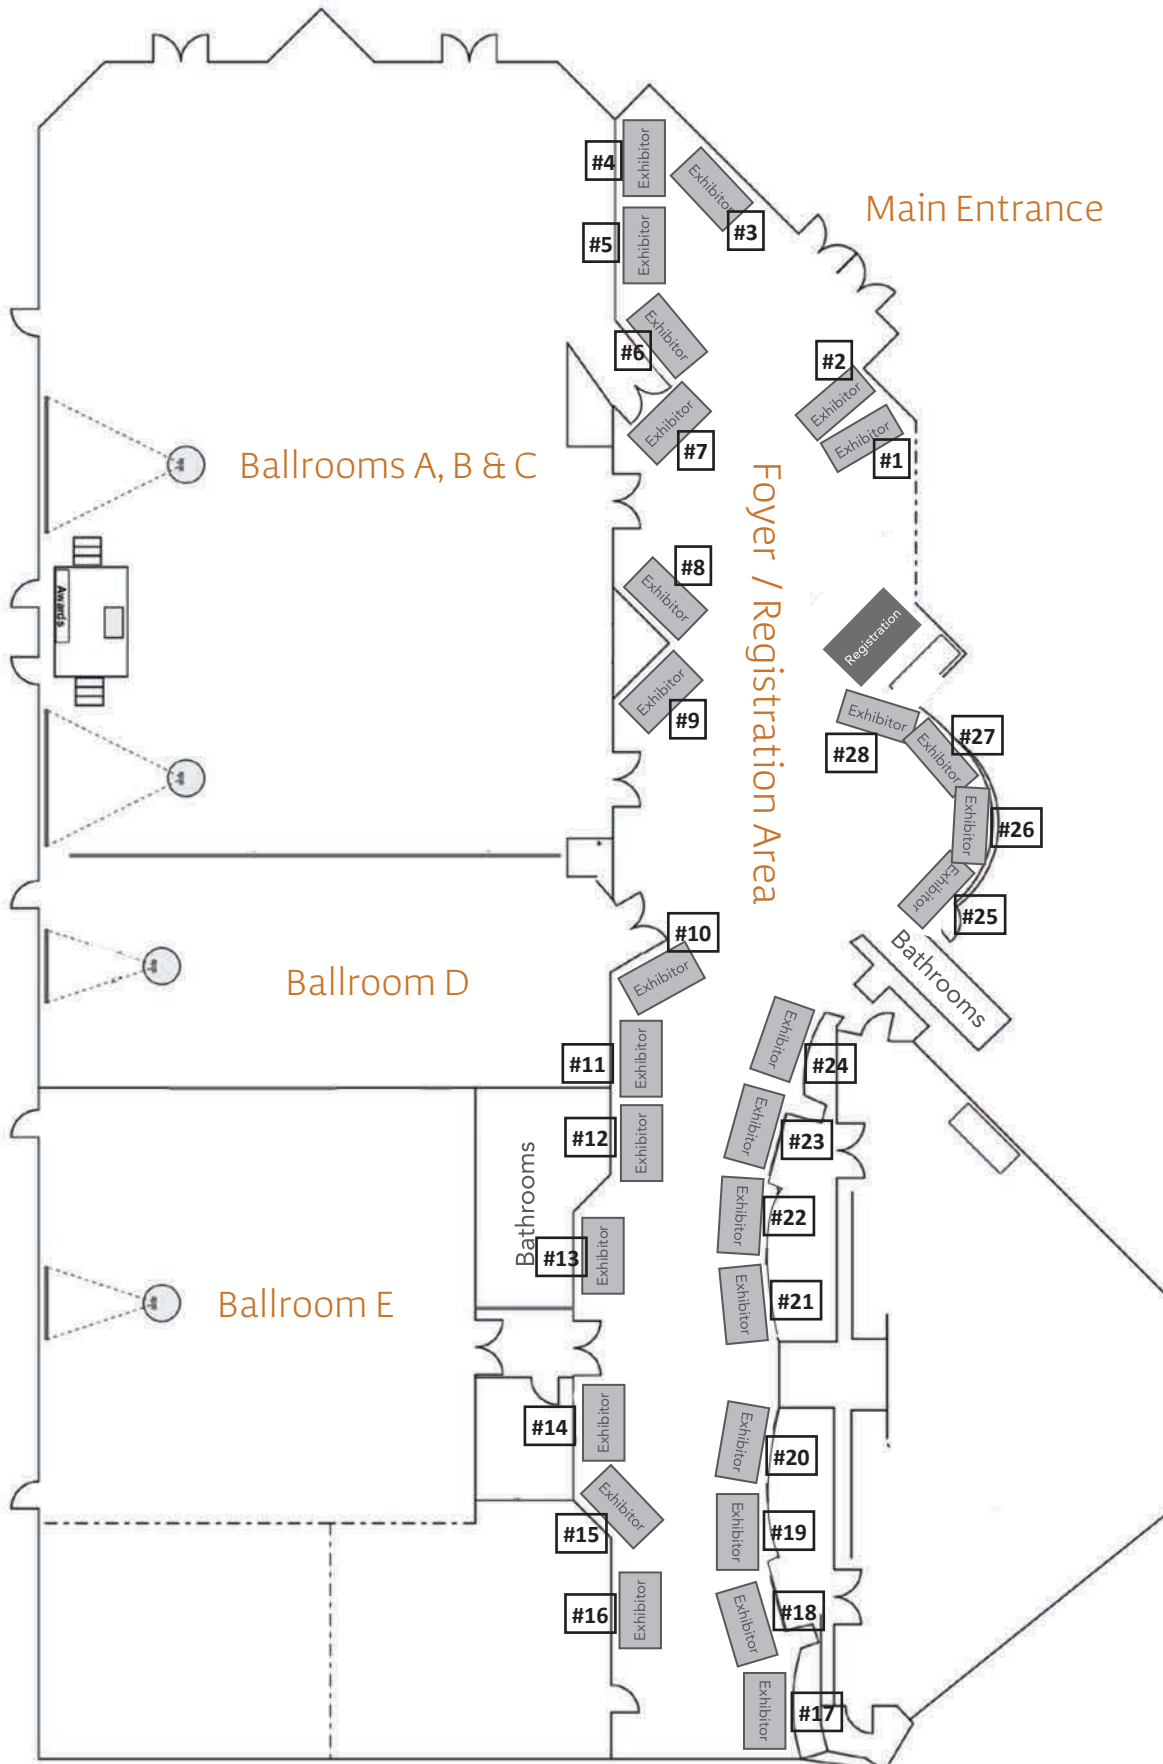 Main Entrance
#4
Exhibitor
Exhibitor
#3
#5
Exhibitor
#6
Exhibitor
#2
Exhibitor
#7
Exhibitor
Exhibitor
#1
Ballrooms A, B & C
Foyer / Registration Area
#8
Exhibitor
Awards
Registration
#9
Exhibitor
Exhibitor
#28
#27
Exhibitor
#26
Exhibitor
Exhibitor
#25
Bathrooms
#10
Exhibitor
Ballroom D
#11
Exhibitor
Exhibitor
#24
#12
Exhibitor
Exhibitor
#23
Bathrooms
#13
Exhibitor
Exhibitor
#22
Ballroom E
Exhibitor
#21
#14
Exhibitor
Exhibitor
#20
#15
Exhibitor
Exhibitor
#19
#16
Exhibitor
Exhibitor
#18
Exhibitor
#17